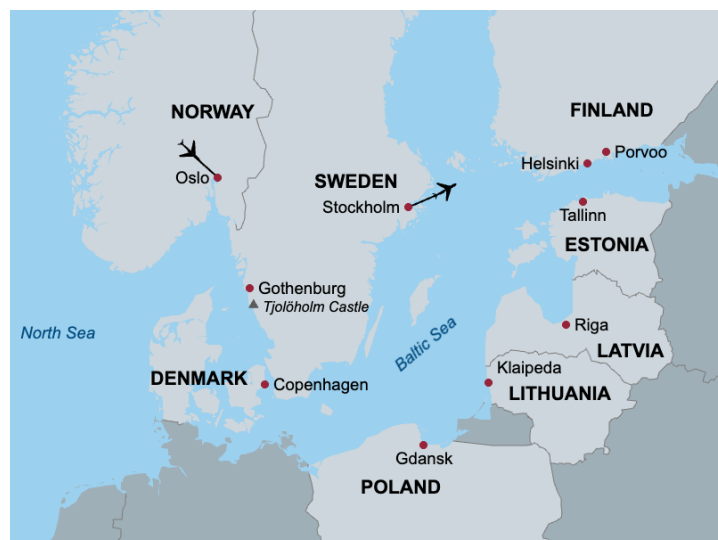 NORWAY
FINLAND
Porvoo
Helsinki
Oslo
SWEDEN
Stockholm
Tallinn
ESTONIA
Gothenburg
Tjolöholm Castle
North Sea
Baltic Sea
Riga
LATVIA
Klaipeda
DENMARK
Copenhagen
LITHUANIA
Gdansk
POLAND